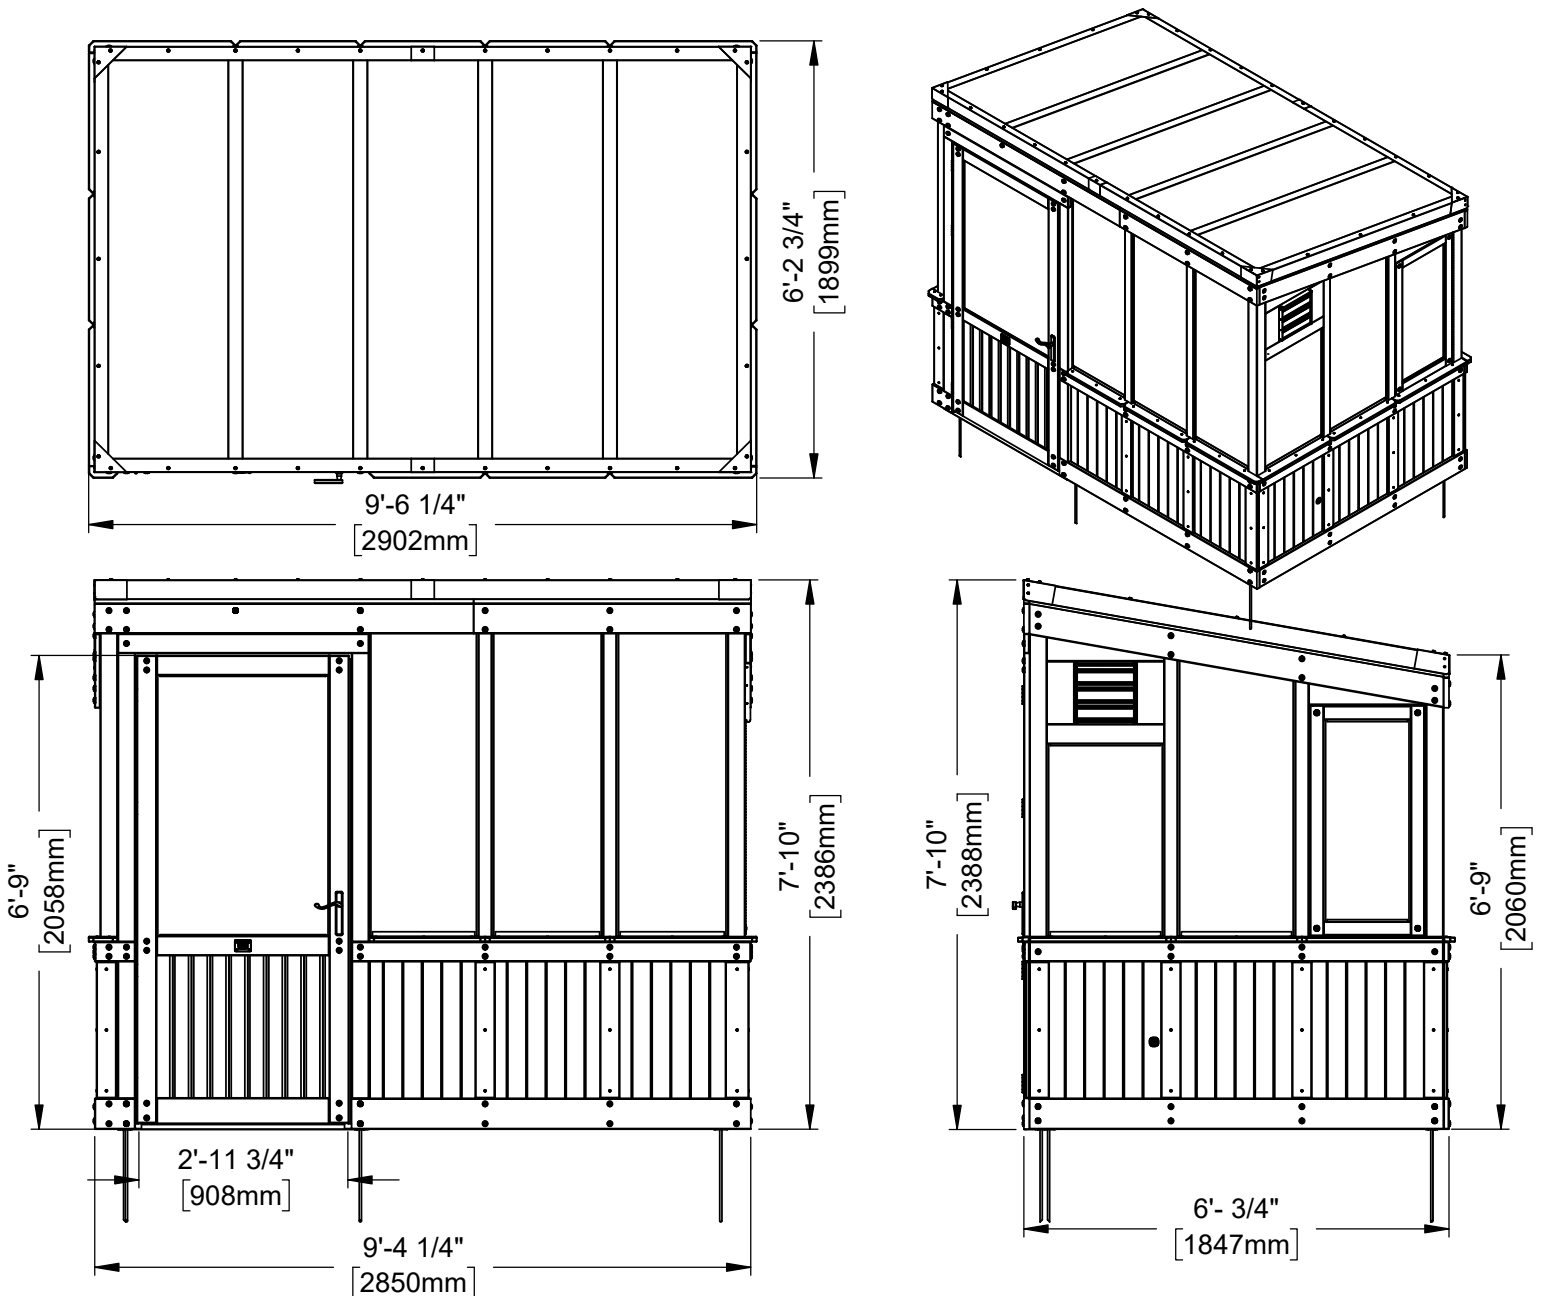 6'-2 3/4"
[1899mm]
9'-6 1/4"
[2902mm]
6'-9"
[2058mm]
7'-10"
[2386mm]
2'-11 3/4"
[908mm]
9'-4 1/4"
[2850mm]
7'-10"
[2388mm]
6'-9"
[2060mm]
6'- 3/4"
[1847mm]